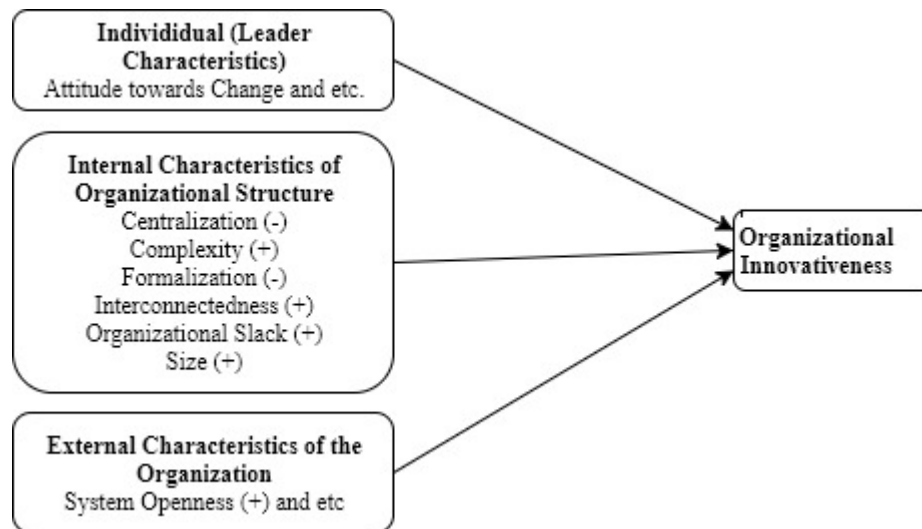 Individidual (Leader
Characteristics)
Attitude towards Change and etc.
Internal Characteristics of
Organizational Structure
Centralization (-)
Complexity (+)
Formalization (-)
Interconnectedness (+)
Organizational Slack (+)
Size (+)
External Characteristics of the
Organization
System Openness (+) and etc
Organizational
Innovativeness